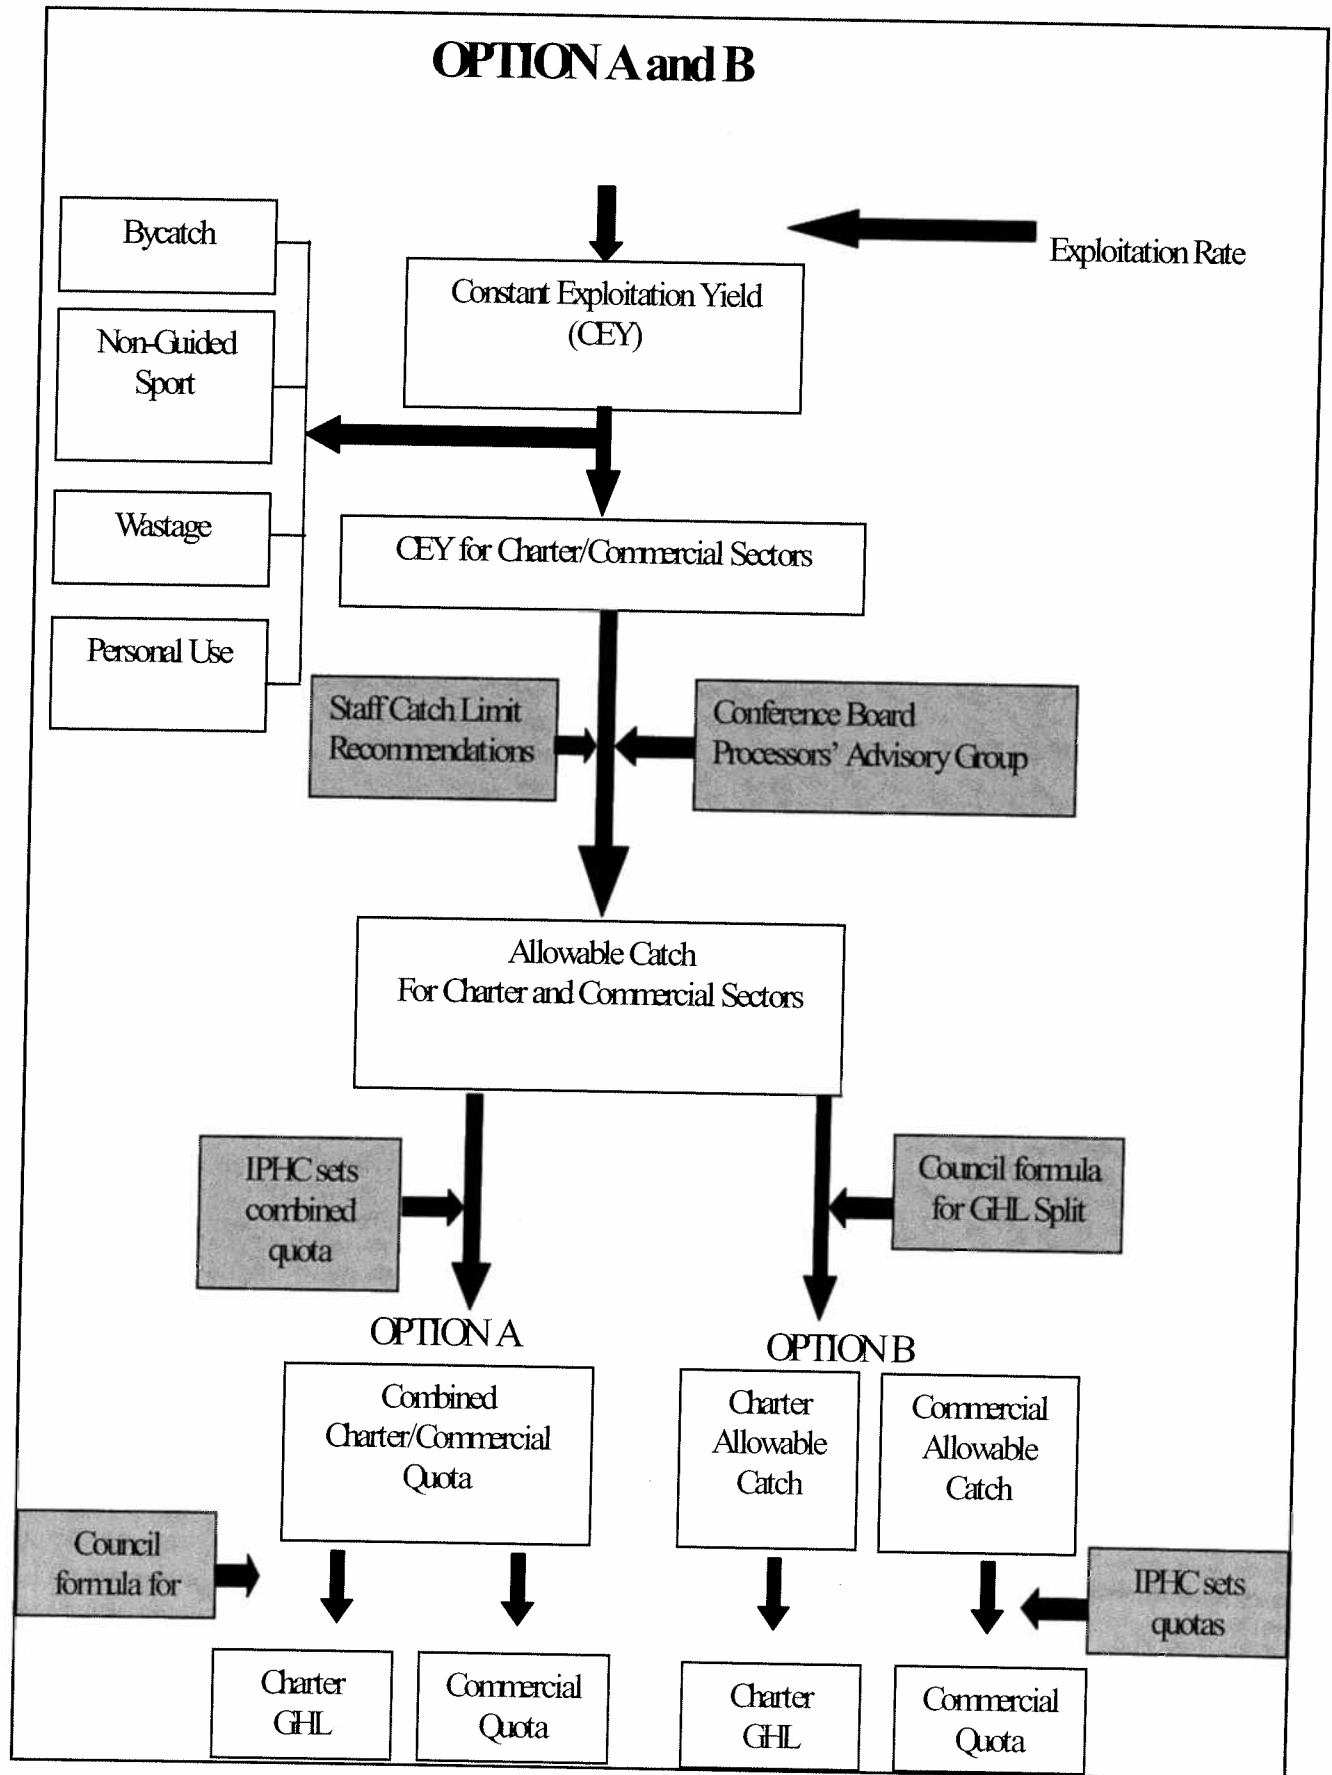 OPTION A and B
Exploitation Rate
Bycatch
Constant Exploitation Yield
(CEY)
Non-Guided
Sport
Wastage
CEY for Charter/Commercial Sectors
Personal Use
Staff Catch Limit
Recommendations
Conference Board
Processors' Advisory Group
Allowable Catch
For Charter and Commercial Sectors
IPHC sets
combined
quota
Council formula
for GHL Split
OPTION A
OPTION B
Combined
Charter/Commercial
Quota
Charter
Allowable
Catch
Commercial
Allowable
Catch
Council
formula for
IPHC sets
quotas
Charter
GHL
Commercial
Quota
Charter
GHL
Commercial
Quota